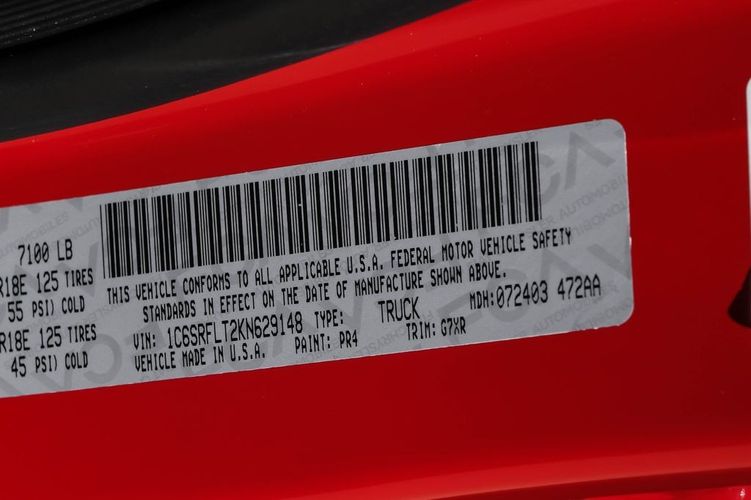 7100 LB
R18E 125 TIRES
55 PSI) COLD
R18E 125 TIRES
45 PSI) COLD
THIS VEHICLE CONFORMS TO ALL APPLICABLE U.S.A. FEDERAL MOTOR VEHICLE SAFETY
STANDARDS IN EFFECT ON THE DATE OF MANUFACTURE SHOWN ABOVE.
VIN: 1C6SRFLT2KN629148 TYPE: TRUCK MDH:072403 472AA
VEHICLE MADE IN U.S.A. PAINT: PR4 TRIM: G7XR